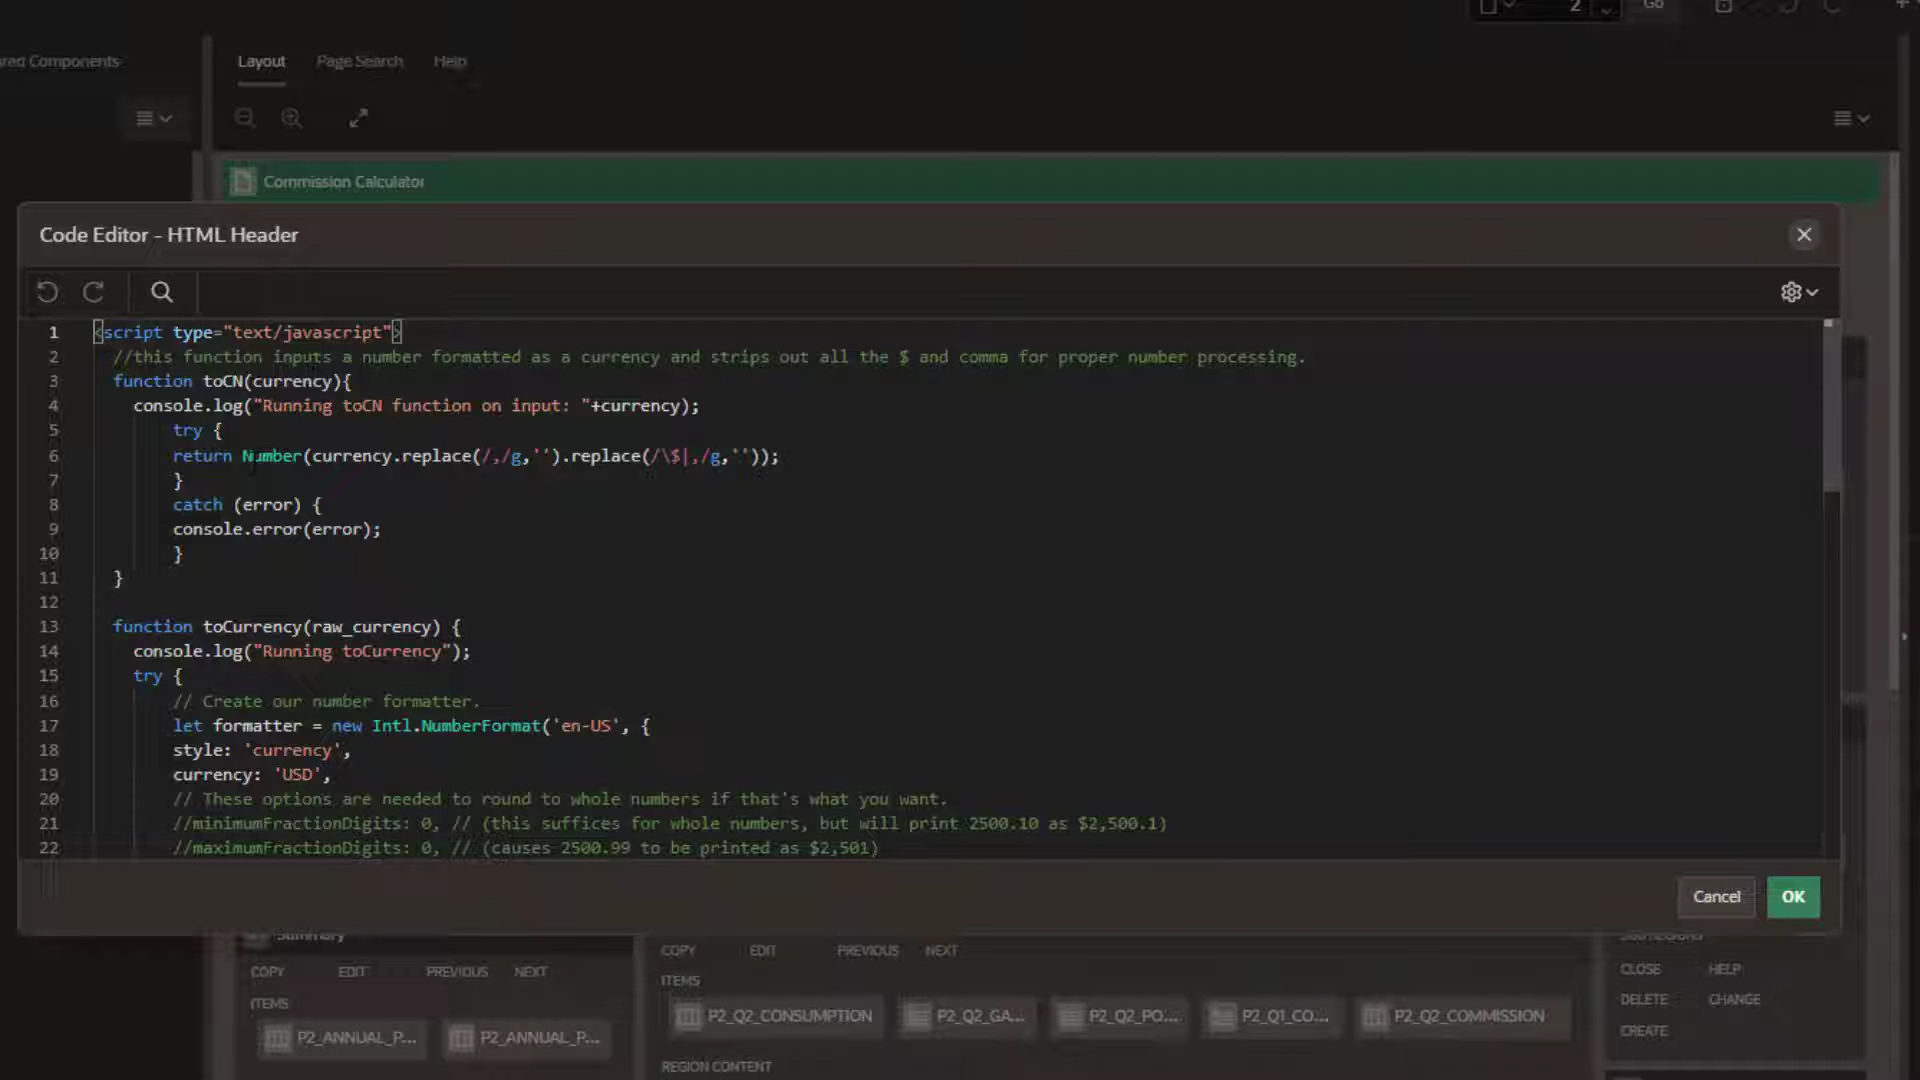 2
Go
red Components
Layout
Page Search
Help
Commission Calculator
Code Editor - HTML Header
1 <script type="text/javascript">
2 //this function inputs a number formatted as a currency and strips out all the $ and comma for proper number processing.
3 function toCN(currency){
4 console.log("Running toCN function on input: "+currency);
5 try {
6 return Number(currency.replace(/,/g,'').replace(/\$|,/g,''));
7 }
8 catch (error) {
9 console.error(error);
10 }
11 }
12
13 function toCurrency(raw_currency) {
14 console.log("Running toCurrency");
15 try {
16 // Create our number formatter.
17 let formatter = new Intl.NumberFormat('en-US', {
18 style: 'currency',
19 currency: 'USD',
20 // These options are needed to round to whole numbers if that's what you want.
21 //minimumFractionDigits: 0, // (this suffices for whole numbers, but will print 2500.10 as $2,500.1)
22 //maximumFractionDigits: 0, // (causes 2500.99 to be printed as $2,501)
Cancel
OK
Summary
COPY EDIT PREVIOUS NEXT
ITEMS
P2_ANNUAL_P... P2_ANNUAL_P...
COPY EDIT PREVIOUS NEXT
ITEMS
P2_Q2_CONSUMPTION P2_Q2_GA... P2_Q2_PO... P2_Q1_CO... P2_Q2_COMMISSION
REGION CONTENT
SUB REGIONS
CLOSE HELP
DELETE CHANGE
CREATE